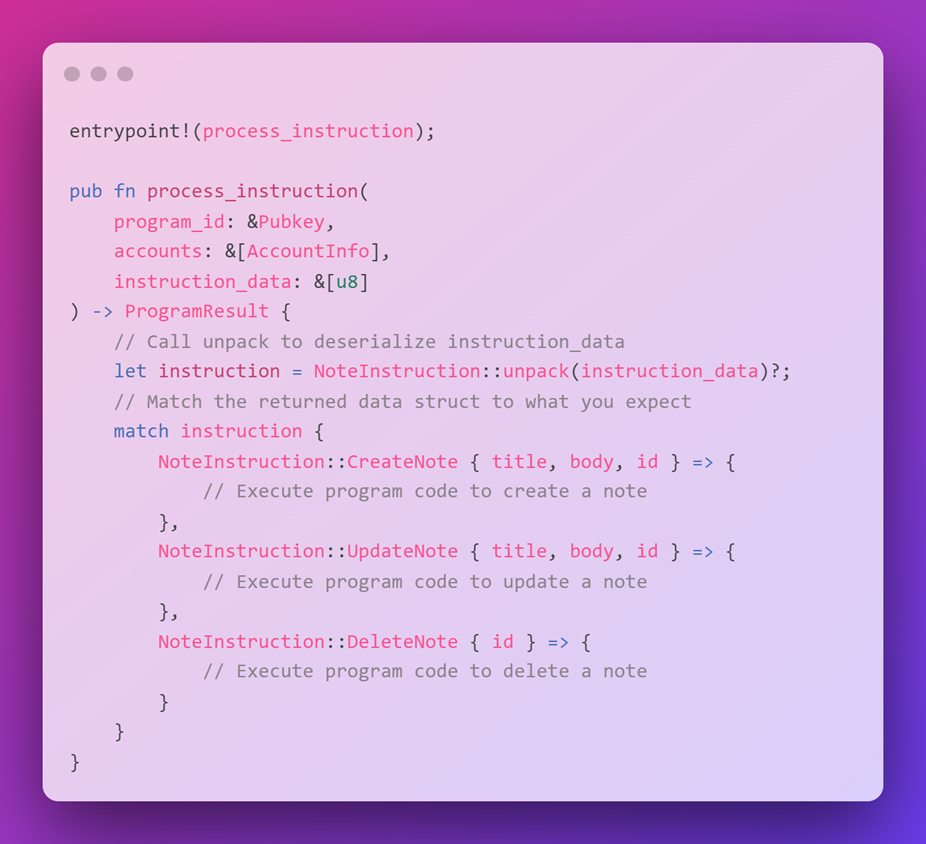 entrypoint!(process_instruction);

pub fn process_instruction(
    program_id: &Pubkey,
    accounts: &[AccountInfo],
    instruction_data: &[u8]
) -> ProgramResult {
    // Call unpack to deserialize instruction_data
    let instruction = NoteInstruction::unpack(instruction_data)?;
    // Match the returned data struct to what you expect
    match instruction {
        NoteInstruction::CreateNote { title, body, id } => {
            // Execute program code to create a note
        },
        NoteInstruction::UpdateNote { title, body, id } => {
            // Execute program code to update a note
        },
        NoteInstruction::DeleteNote { id } => {
            // Execute program code to delete a note
        }
    }
}